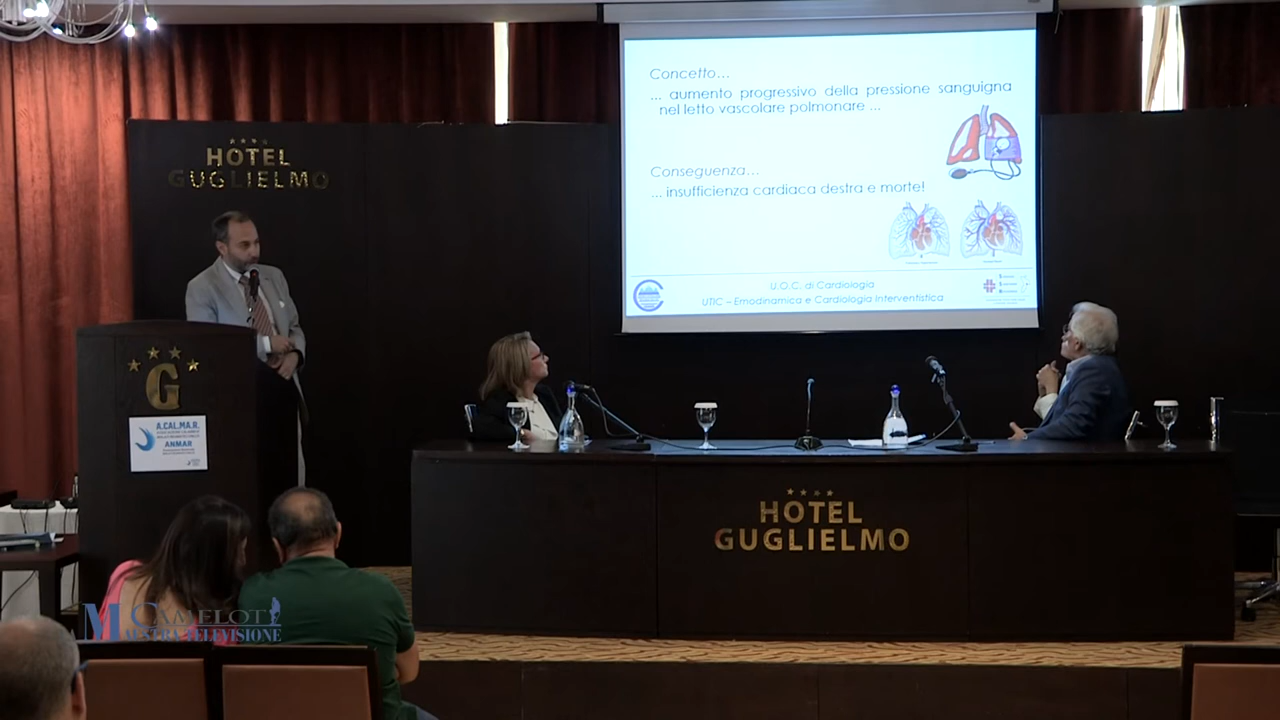 Concetto...
... aumento progressivo della pressione sanguigna
nel letto vascolare polmonare ...
Conseguenza...
... insufficienza cardiaca destra e morte!
U.O.C. di Cardiologia
UTIC – Emodinamica e Cardiologia Interventistica
HOTEL
GUGLIELMO
G
A.CAL.MA.R.
ANMAR
HOTEL
GUGLIELMO
CAMELOT
MAESTRA TELEVISIONE